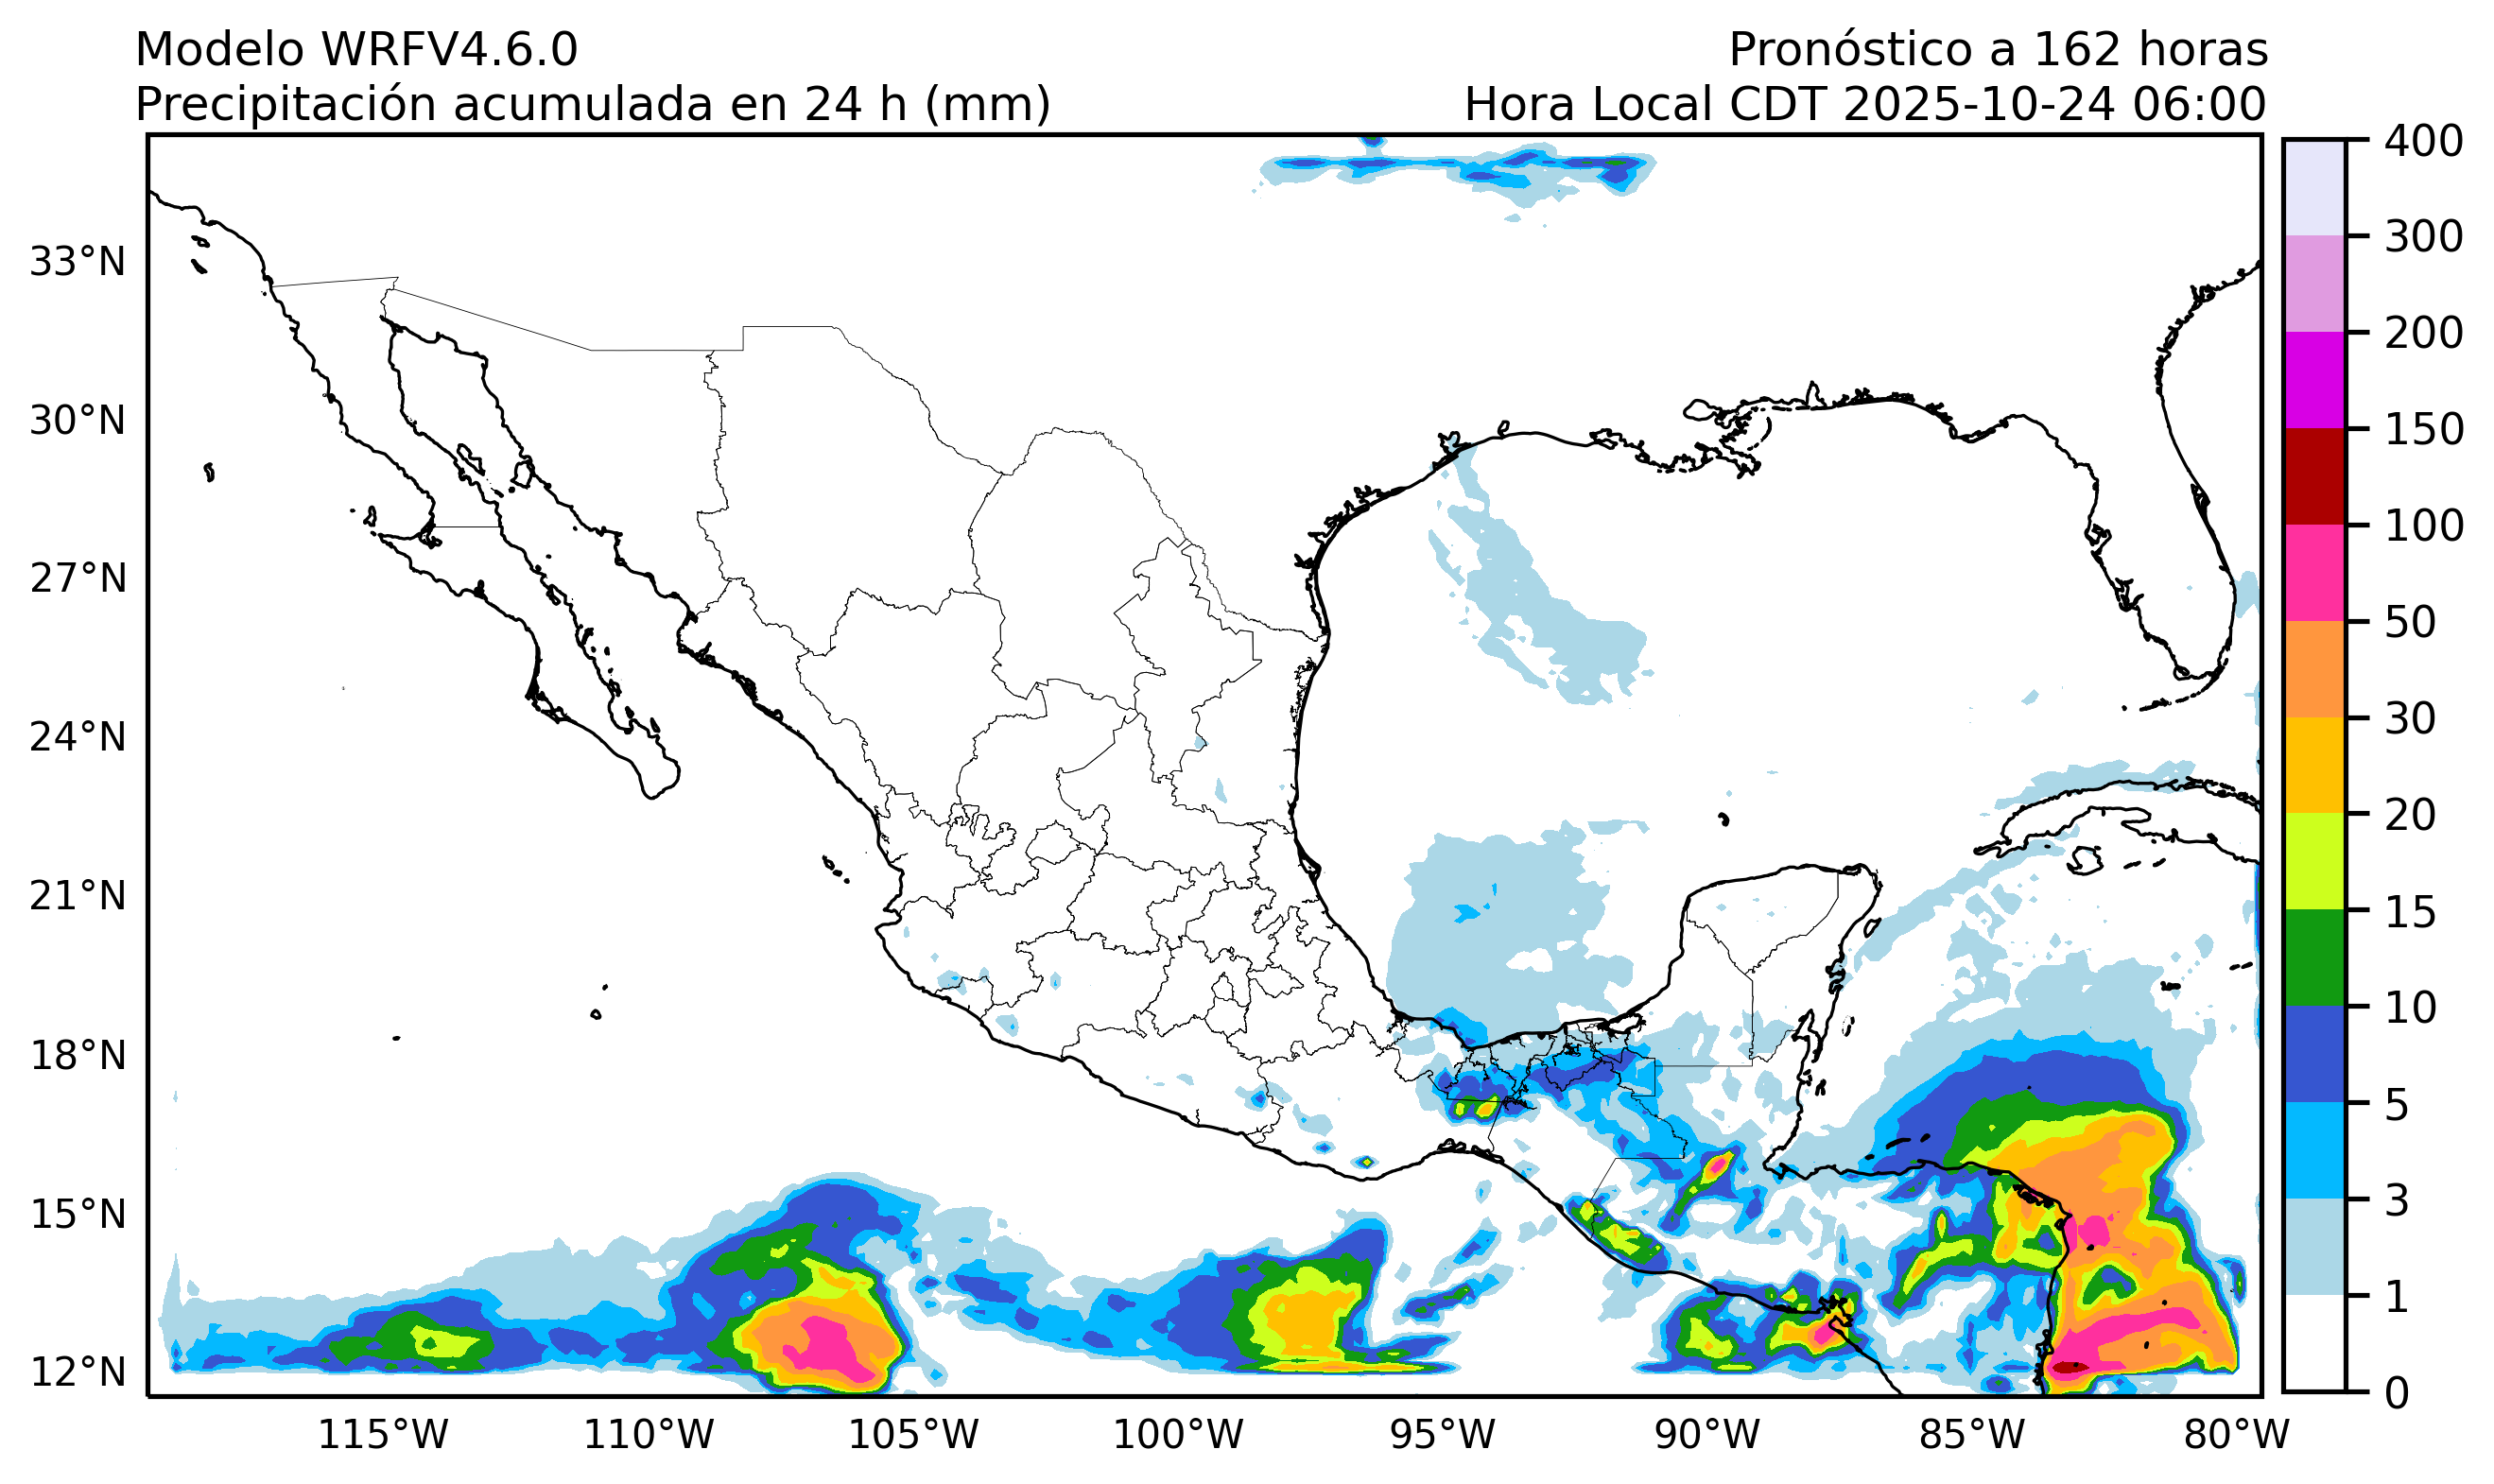 Modelo WRFV4.6.0
Pronóstico a 162 horas
Precipitación acumulada en 24 h (mm)
Hora Local CDT 2025-10-24 06:00
33°N
30°N
27°N
24°N
21°N
18°N
15°N
12°N
115°W
110°W
105°W
100°W
95°W
90°W
85°W
80°W
400
300
200
150
100
50
30
20
15
10
5
3
1
0